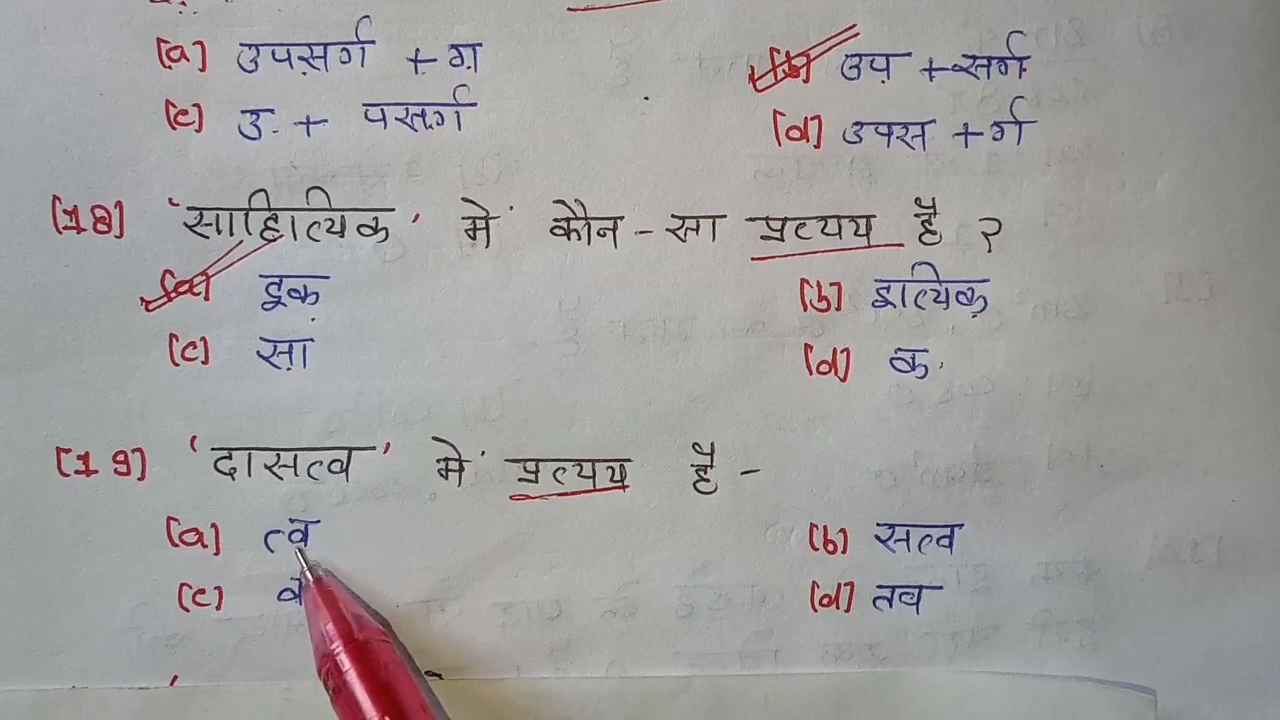 (a) उपसर्ग + ग (b) उप + सर्ग
(c) उ + पसर्ग (d) उपस + र्ग
(18) 'साहित्यिक' में कौन-सा प्रत्यय है ?
(a) इक (b) इत्यिक
(c) सा (d) क
(19) 'दासत्व' में प्रत्यय है -
(a) त्व (b) सत्व
(c) व (d) तव